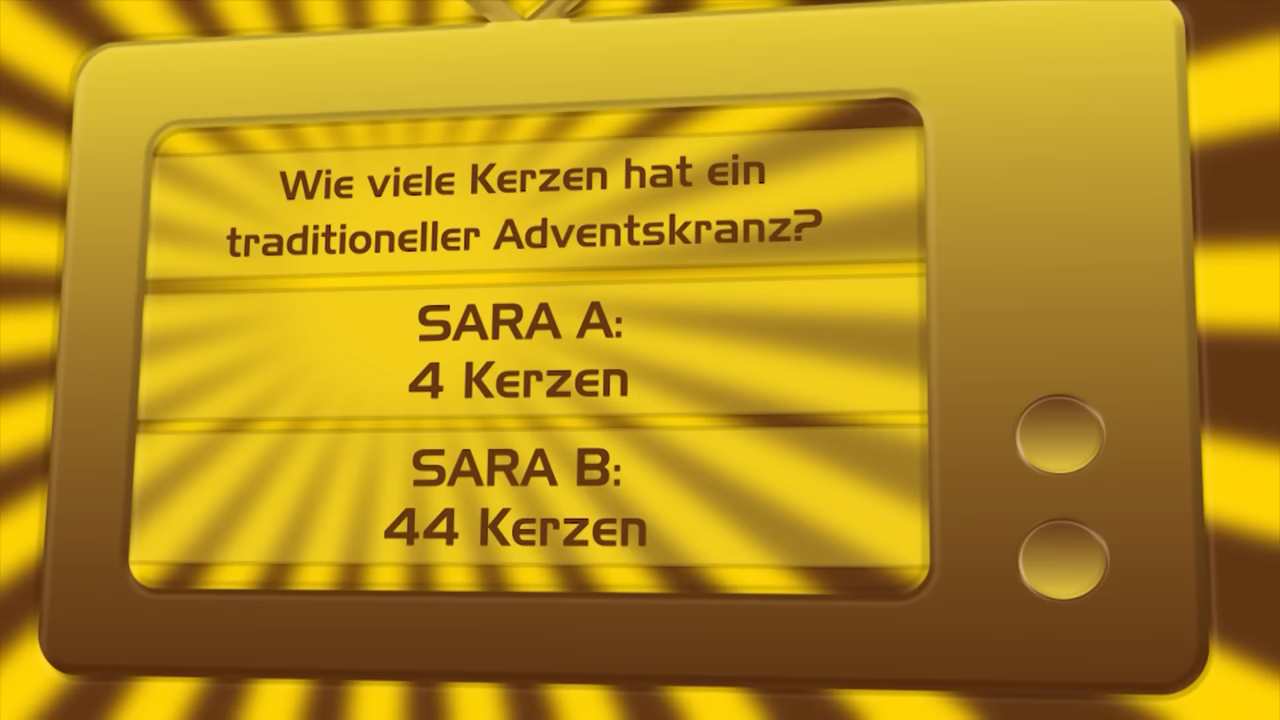 Wie viele Kerzen hat ein
traditioneller Adventskranz?
SARA A:
4 Kerzen
SARA B:
44 Kerzen